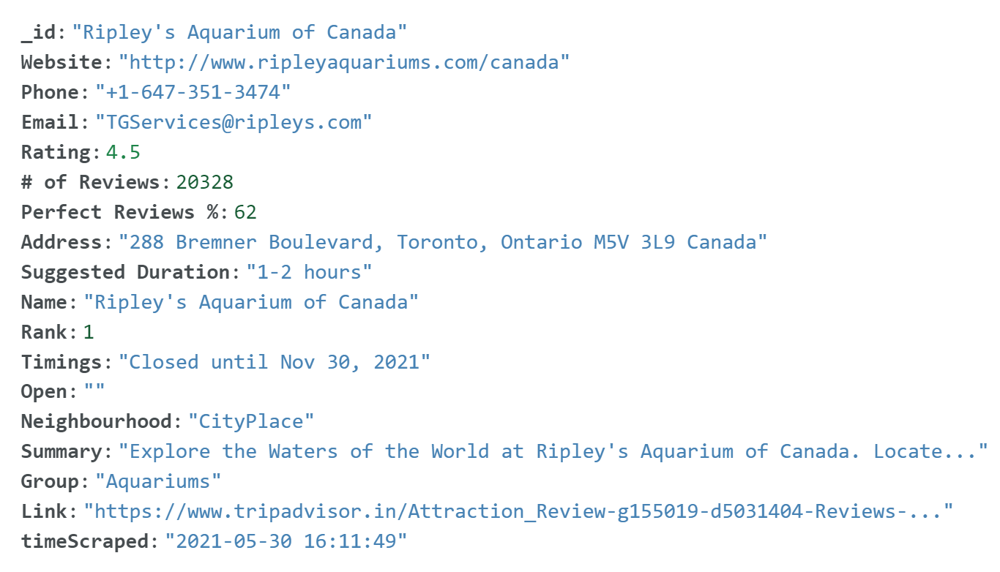 _id: "Ripley's Aquarium of Canada"
Website: "http://www.ripleyaquariums.com/canada"
Phone: "+1-647-351-3474"
Email: "TGServices@ripleys.com"
Rating: 4.5
# of Reviews: 20328
Perfect Reviews %: 62
Address: "288 Bremner Boulevard, Toronto, Ontario M5V 3L9 Canada"
Suggested Duration: "1-2 hours"
Name: "Ripley's Aquarium of Canada"
Rank: 1
Timings: "Closed until Nov 30, 2021"
Open: ""
Neighbourhood: "CityPlace"
Summary: "Explore the Waters of the World at Ripley's Aquarium of Canada. Locate..."
Group: "Aquariums"
Link: "https://www.tripadvisor.in/Attraction_Review-g155019-d5031404-Reviews-..."
timeScraped: "2021-05-30 16:11:49"